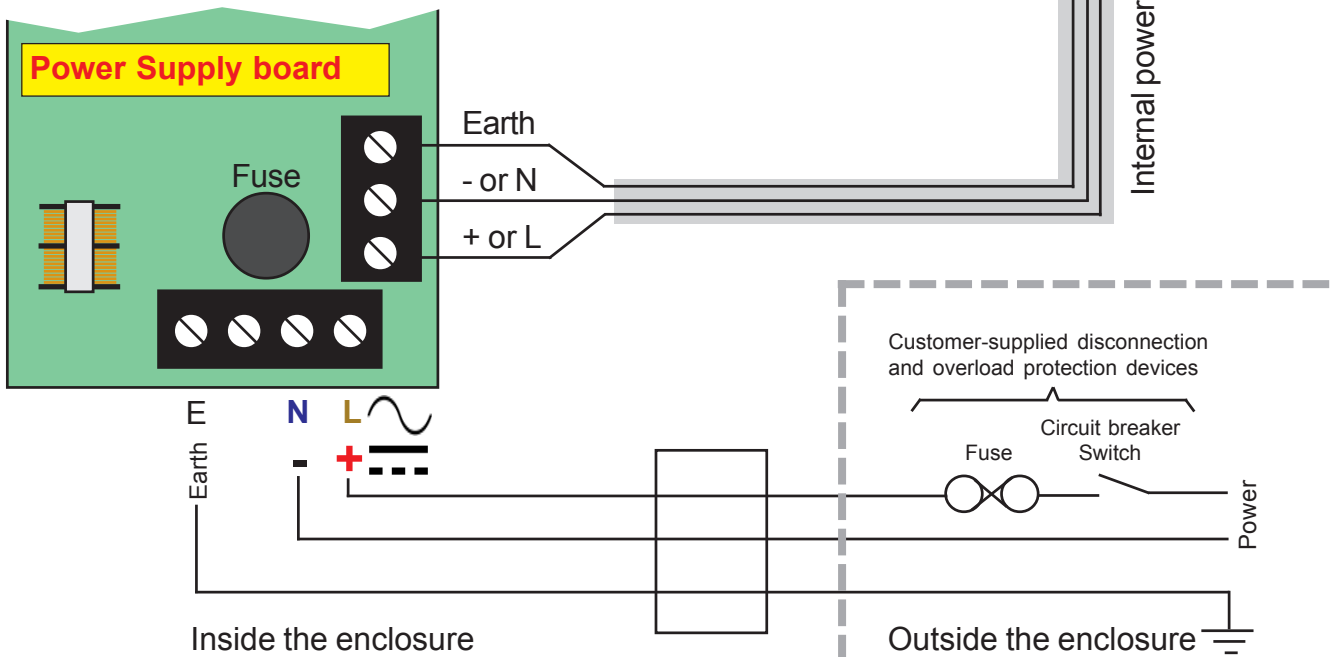 Power Supply board
Earth
Fuse
- or N
+ or L
Internal power
Customer-supplied disconnection
and overload protection devices
E N L
- +
Earth
Circuit breaker
Fuse Switch
Power
Inside the enclosure
Outside the enclosure